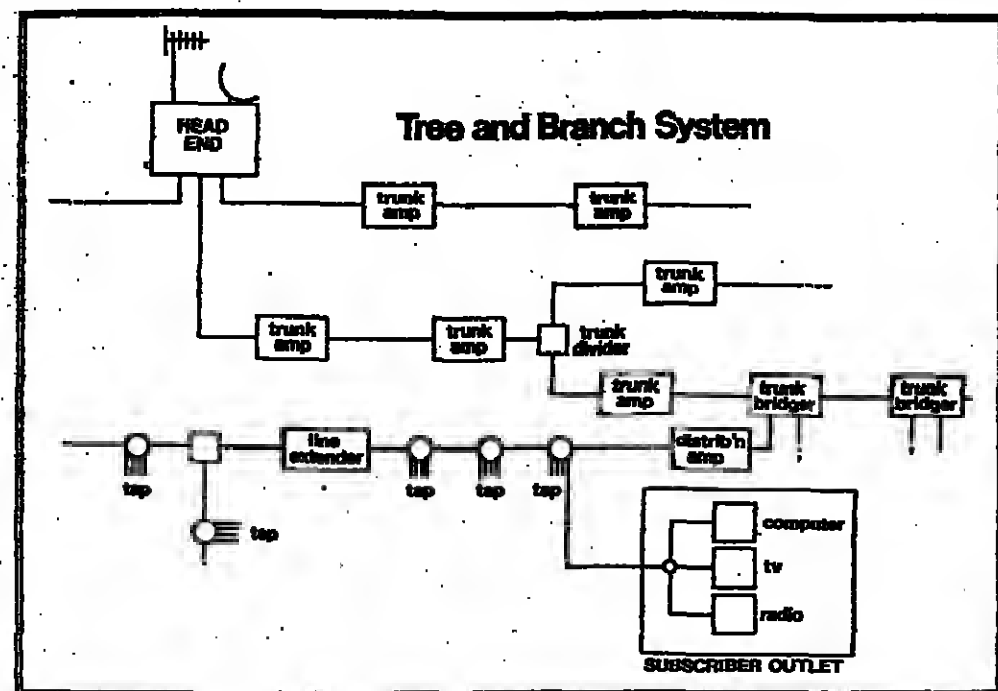 HEAD
END
Tree and Branch System
trunk
amp
trunk
amp
trunk
amp
trunk
amp
trunk
amp
trunk
divider
trunk
amp
trunk
bridger
trunk
bridger
line
extender
distrib'n
amp
tap
tap
tap
tap
tap
computer
tv
radio
SUBSCRIBER OUTLET